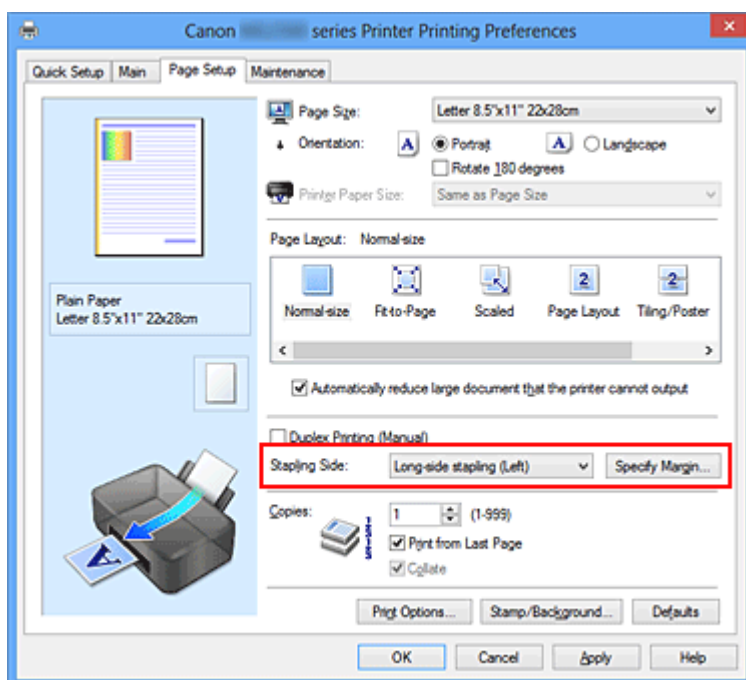 Canon series Printer Printing Preferences
Quick Setup Main Page Setup Maintenance
Page Size: Letter 8.5"x11" 22x28cm
Orientation: A Portrait A Landscape
Rotate 180 degrees
Printer Paper Size: Same as Page Size
Page Layout: Normal-size
Normal-size Fit-to-Page Scaled Page Layout Tiling/Poster
Plain Paper
Letter 8.5"x11" 22x28cm
Automatically reduce large document that the printer cannot output
Duplex Printing (Manual)
Stapling Side: Long-side stapling (Left) Specify Margin...
Copies: 1 (1-999)
Print from Last Page
Collate
Print Options... Stamp/Background... Defaults
OK Cancel Apply Help